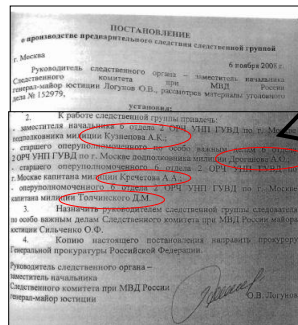 ПОСТАНОВЛЕНИЕ
о производстве предварительного следствия следственной группой
г. Москва
6 ноября 2008 г.
Руководитель следственного органа – заместитель начальника
Следственного комитета при МВД России
генерал-майор юстиции Логунов О.В., рассмотрев материалы уголовного
дела № 152979,
установил:
2. К работе следственной группы привлечь:
- заместителя начальника 6 отдела 2 ОРЧ УНП ГУВД по г. Москве
подполковника милиции Кузнецова А.К.;
- старшего оперуполномоченного по особо важным делам 6 отдела
2 ОРЧ УНП ГУВД по г. Москве подполковника милиции Дроганова А.О.;
- старшего оперуполномоченного 6 отдела 2 ОРЧ УНП ГУВД по г.
Москве капитана милиции Кречетова А.А.;
- оперуполномоченного 6 отдела 2 ОРЧ УНП ГУВД по г. Москве
капитана милиции Толчинского Д.М.
3. Назначить руководителем следственной группы следователя
по особо важным делам Следственного комитета при МВД России майора
юстиции Сильченко О.Ф.
4. Копию настоящего постановления направить прокурору
Генеральной прокуратуры Российской Федерации.
Руководитель следственного органа –
заместитель начальника
Следственного комитета при МВД России
генерал-майор юстиции
О.В. Логунов